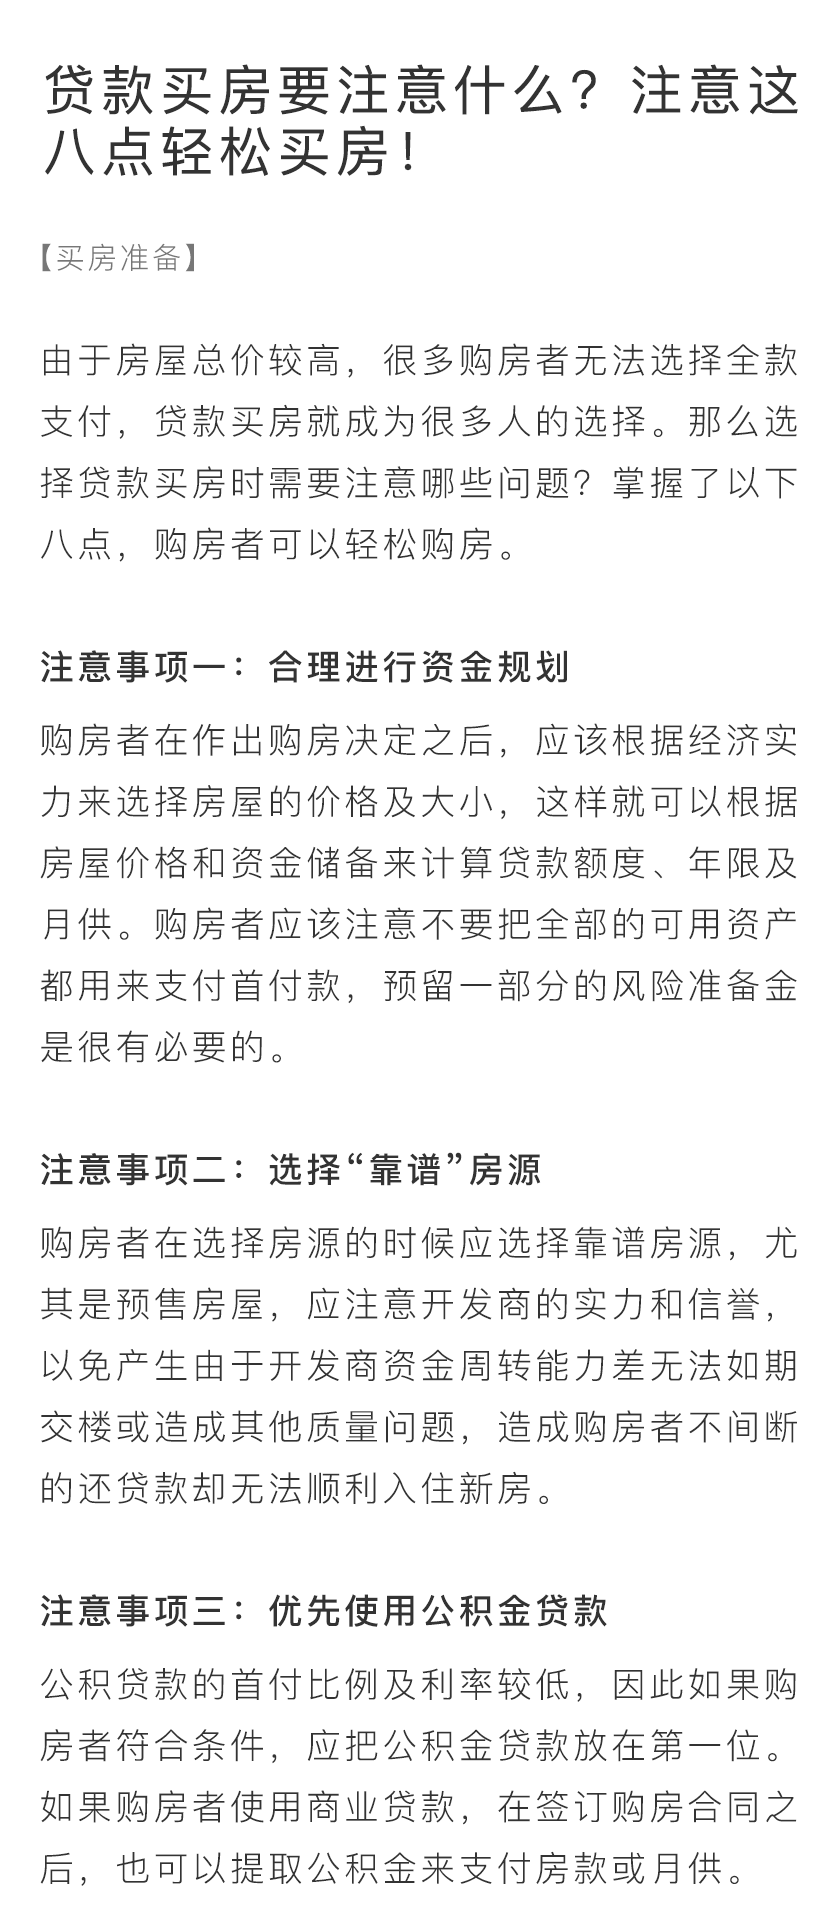 贷款买房要注意什么？注意这
八点轻松买房！
【买房准备】
由于房屋总价较高，很多购房者无法选择全款
支付，贷款买房就成为很多人的选择。那么选
择贷款买房时需要注意哪些问题？掌握了以下
八点，购房者可以轻松购房。
注意事项一：合理进行资金规划
购房者在作出购房决定之后，应该根据经济实
力来选择房屋的价格及大小，这样就可以根据
房屋价格和资金储备来计算贷款额度、年限及
月供。购房者应该注意不要把全部的可用资产
都用来支付首付款，预留一部分的风险准备金
是很有必要的。
注意事项二：选择“靠谱”房源
购房者在选择房源的时候应选择靠谱房源，尤
其是预售房屋，应注意开发商的实力和信誉，
以免产生由于开发商资金周转能力差无法如期
交楼或造成其他质量问题，造成购房者不间断
的还贷款却无法顺利入住新房。
注意事项三：优先使用公积金贷款
公积贷款的首付比例及利率较低，因此如果购
房者符合条件，应把公积金贷款放在第一位。
如果购房者使用商业贷款，在签订购房合同之
后，也可以提取公积金来支付房款或月供。